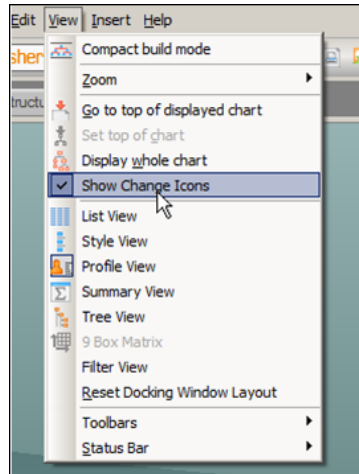 Edit View Insert Help
sher
Compact build mode
Zoom
tructu
Go to top of displayed chart
Set top of chart
Display whole chart
Show Change Icons
List View
Style View
Profile View
Summary View
Tree View
9 Box Matrix
Filter View
Reset Docking Window Layout
Toolbars
Status Bar